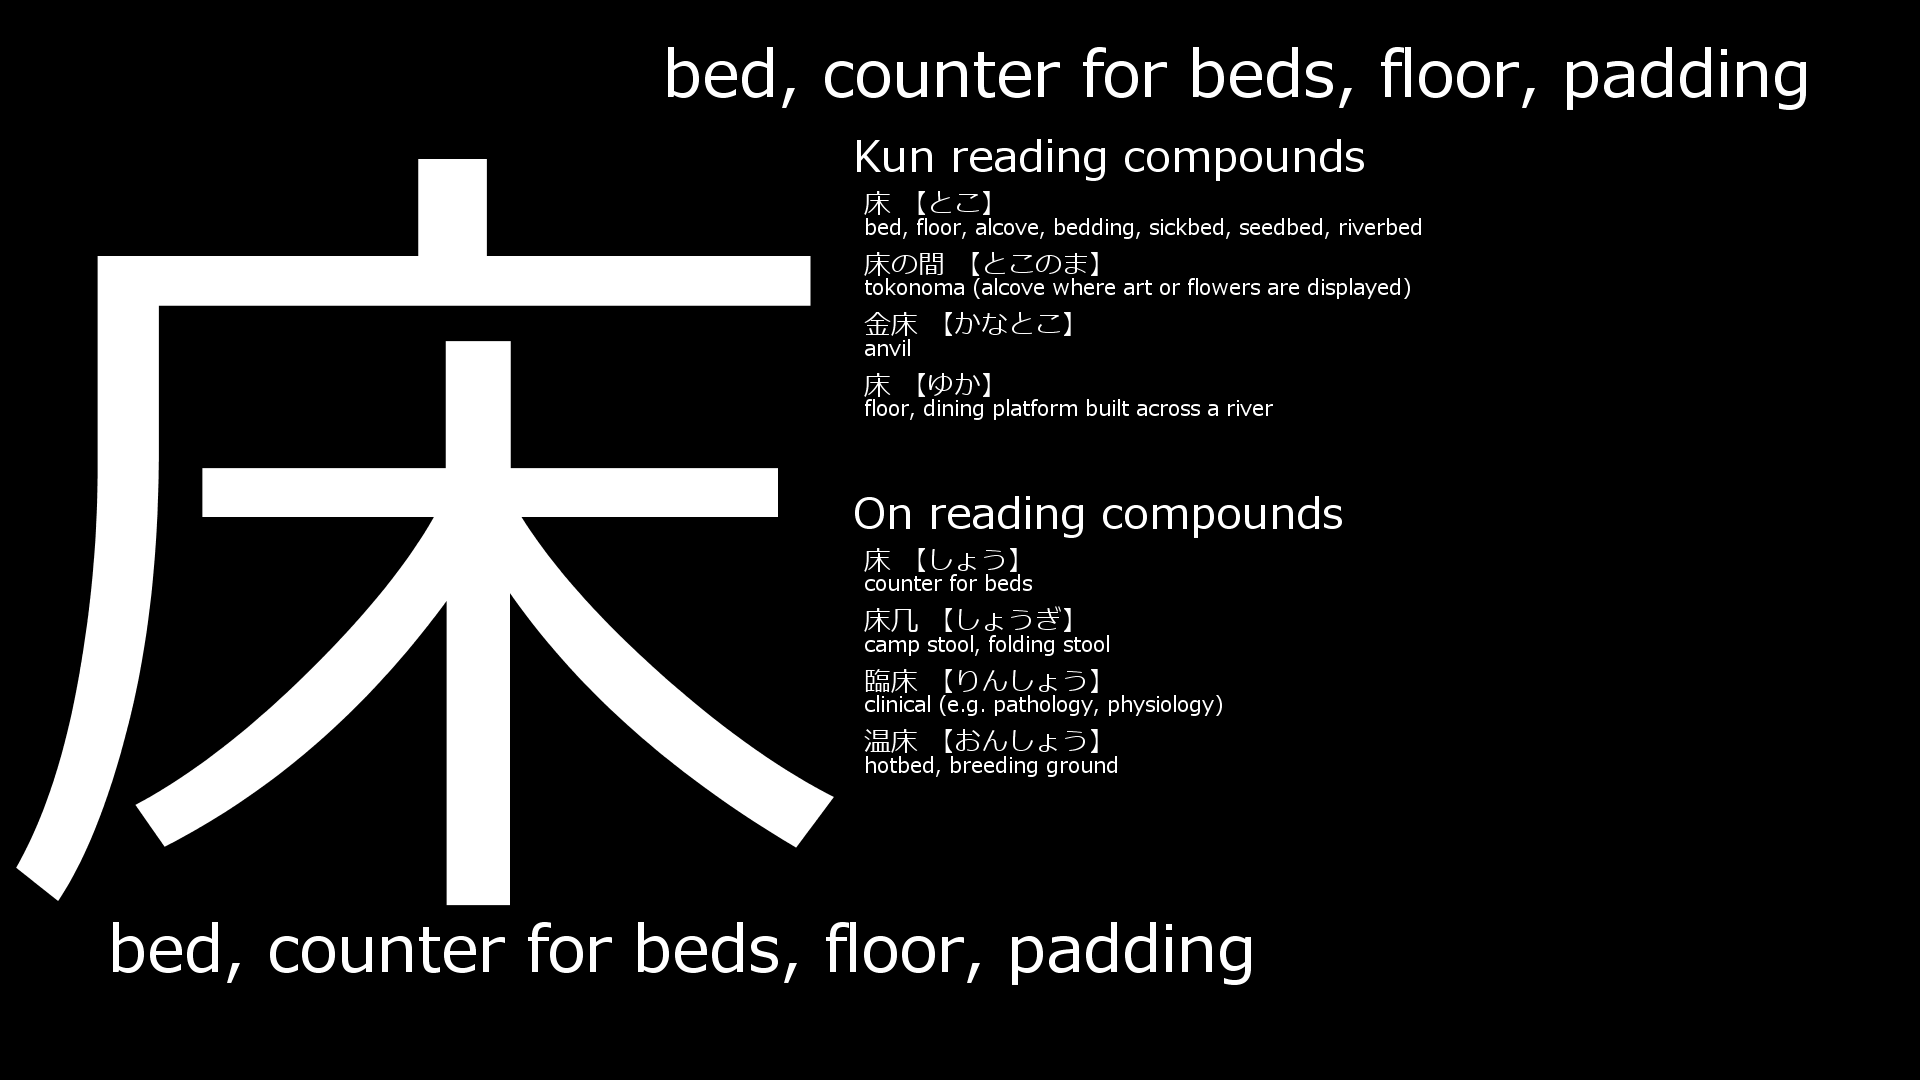 bed, counter for beds, floor, padding
床
Kun reading compounds
床 【とこ】
bed, floor, alcove, bedding, sickbed, seedbed, riverbed
床の間 【とこのま】
tokonoma (alcove where art or flowers are displayed)
金床 【かなとこ】
anvil
床 【ゆか】
floor, dining platform built across a river
On reading compounds
床 【しょう】
counter for beds
床几 【しょうぎ】
camp stool, folding stool
臨床 【りんしょう】
clinical (e.g. pathology, physiology)
温床 【おんしょう】
hotbed, breeding ground
bed, counter for beds, floor, padding